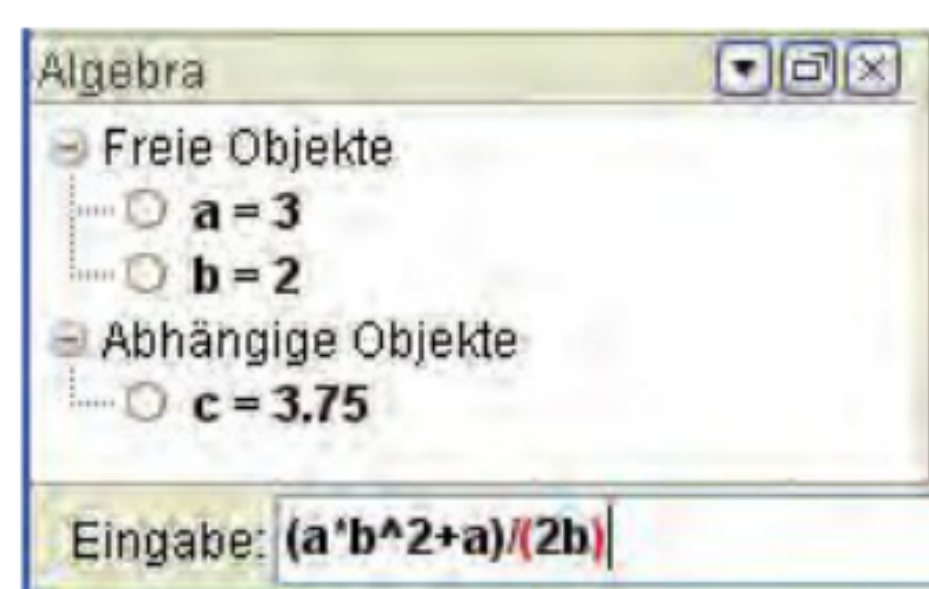 Algebra
Freie Objekte
a = 3
b = 2
Abhängige Objekte
c = 3.75
Eingabe: (a*b^2+a)/(2b)